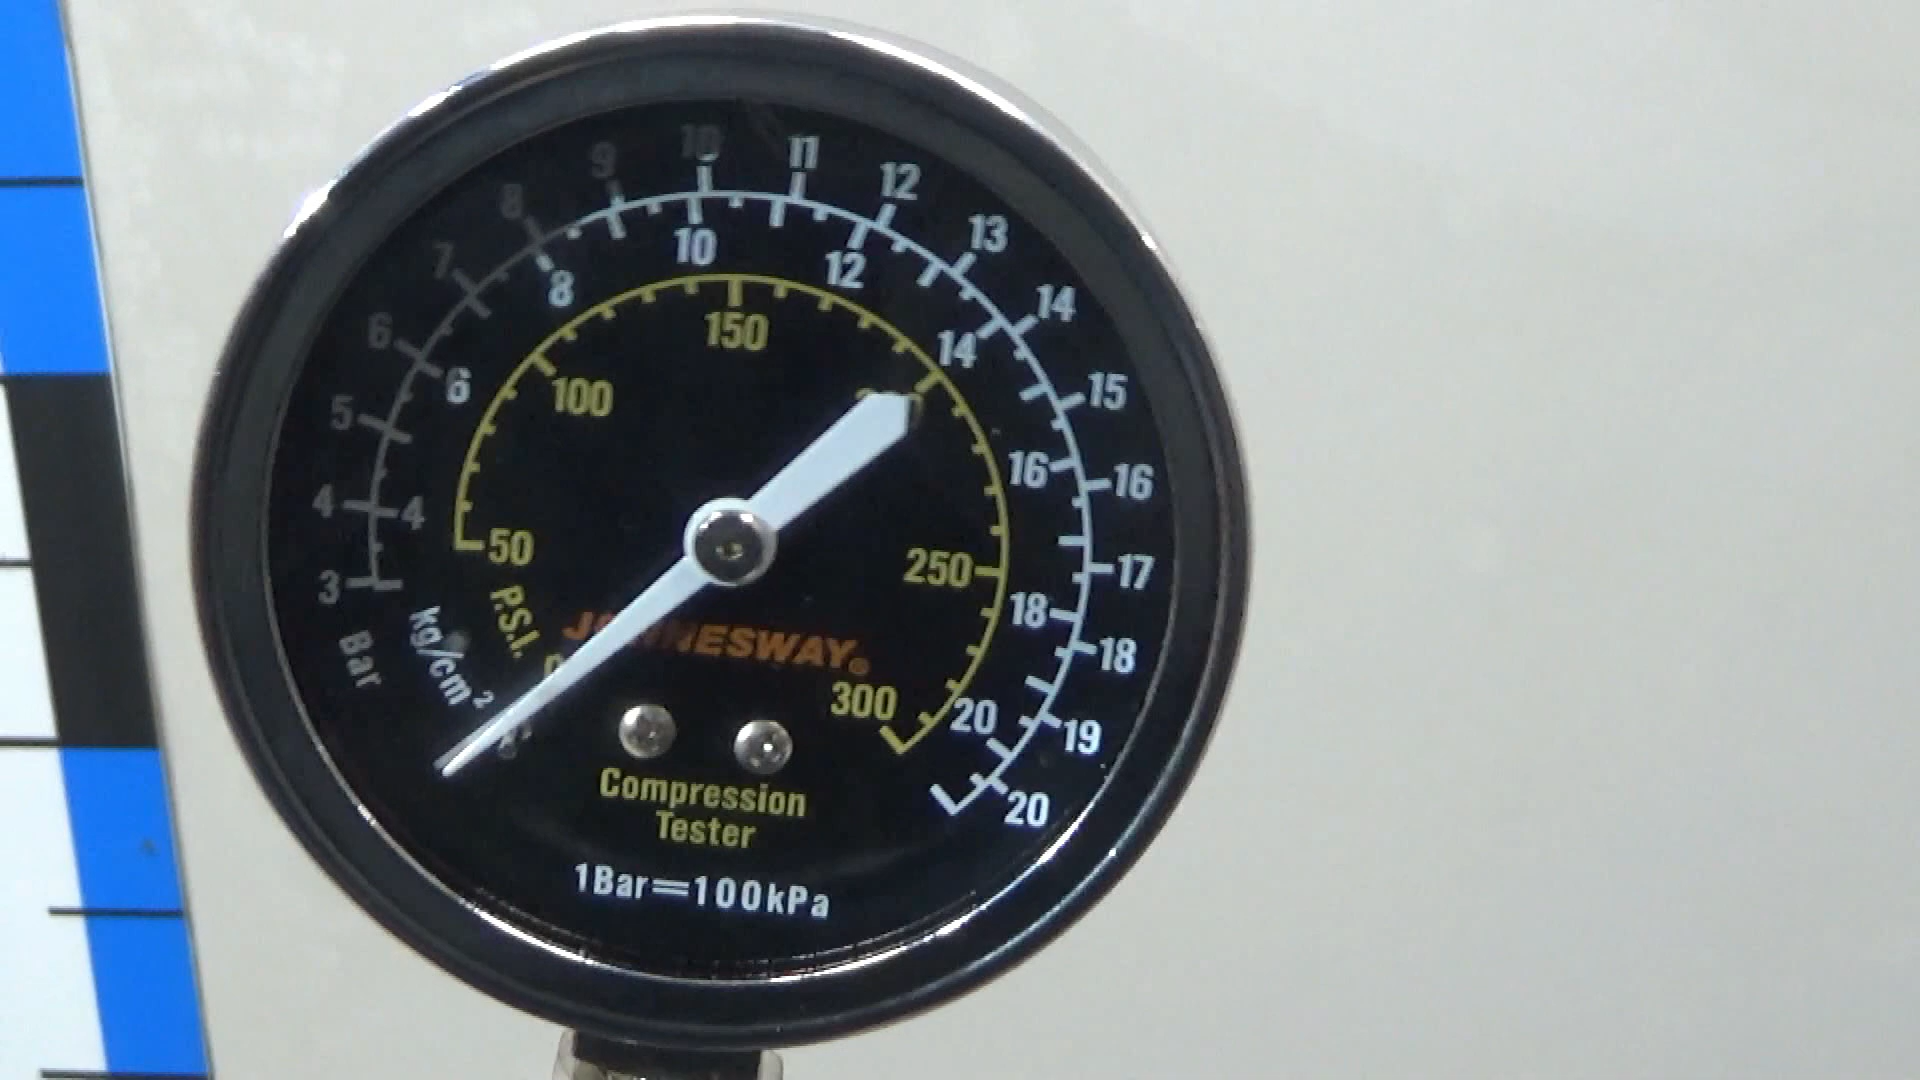 3 4 5 6 7 8 9 10 11 12 13 14 15 16 17 18 19 20
Bar
4 6 8 10 12 14 16 18 20
kg/cm²
50 100 150 250 300
P.S.I.
0
JONNESWAY®
Compression
Tester
1Bar=100kPa